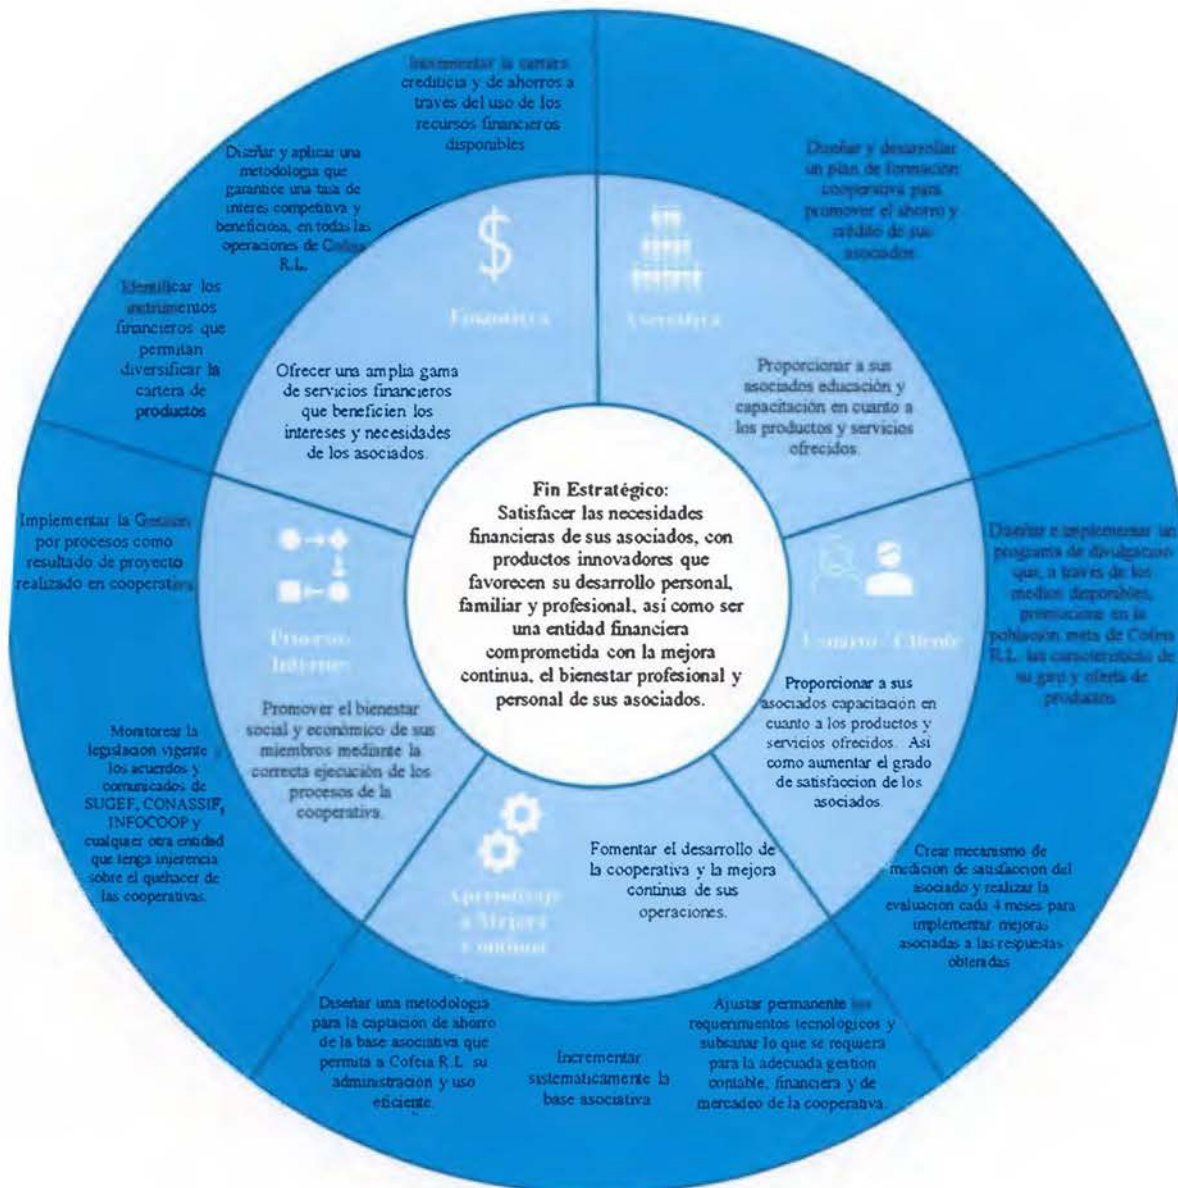 Incrementar la cartera
crediticia y de ahorros a
través del uso de los
recursos financieros
disponibles
Diseñar y aplicar una
metodología que
garantice una tasa de
interes competitiva y
beneficiosa, en todas las
operaciones de Cofeia
R.L.
Identificar los
instrumentos
financieros que
permitan
diversificar la
cartera de
productos
Financiera
Ofrecer una amplia gama
de servicios financieros
que beneficien los
intereses y necesidades
de los asociados.
Diseñar y desarrollar
un plan de formación
cooperativa para
promover el ahorro y
crédito de sus
asociados.
Asociativa
Proporcionar a sus
asociados educación y
capacitación en cuanto a
los productos y servicios
ofrecidos.
Fin Estratégico:
Satisfacer las necesidades
financieras de sus asociados, con
productos innovadores que
favorecen su desarrollo personal,
familiar y profesional, así como ser
una entidad financiera
comprometida con la mejora
continua, el bienestar profesional y
personal de sus asociados.
Diseñar e implementar un
programa de divulgación
que, a través de los
medios disponibles,
promocione en la
población meta de Cofeia
R.L. las características de
su giro y oferta de
productos.
Cliente
Proporcionar a sus
asociados capacitación en
cuanto a los productos y
servicios ofrecidos. Asi
como aumentar el grado
de satisfaccion de los
asociados.
Crear mecanismo de
medicion de satisfaccion del
asociado y realizar la
evaluación cada 4 meses para
implementar mejoras
asociadas a las respuestas
obtenidas
Aprendizaje
a Mejora
Continua
Fomentar el desarrollo de
la cooperativa y la mejora
continua de sus
operaciones.
Diseñar una metodologia
para la captación de ahorro
de la base asociativa que
permita a Cofeia R.L. su
administración y uso
eficiente.
Incrementar
sistemáticamente la
base asociativa
Ajustar permanente los
requerimientos tecnológicos y
subsanar lo que se requiera
para la adecuada gestión
contable, financiera y de
mercadeo de la cooperativa.
Implementar la Gestion
por procesos como
resultado de proyecto
realizado en cooperativa
Monitorear la
legislación vigente
los acuerdos y
comunicados de
SUGEF, CONASSIF,
INFOCOOP y
cualquier otra entidad
que tenga injerencia
sobre el quehacer de
las cooperativas.
Procesos
Internos
Promover el bienestar
social y económico de sus
miembros mediante la
correcta ejecución de los
procesos de la
cooperativa.